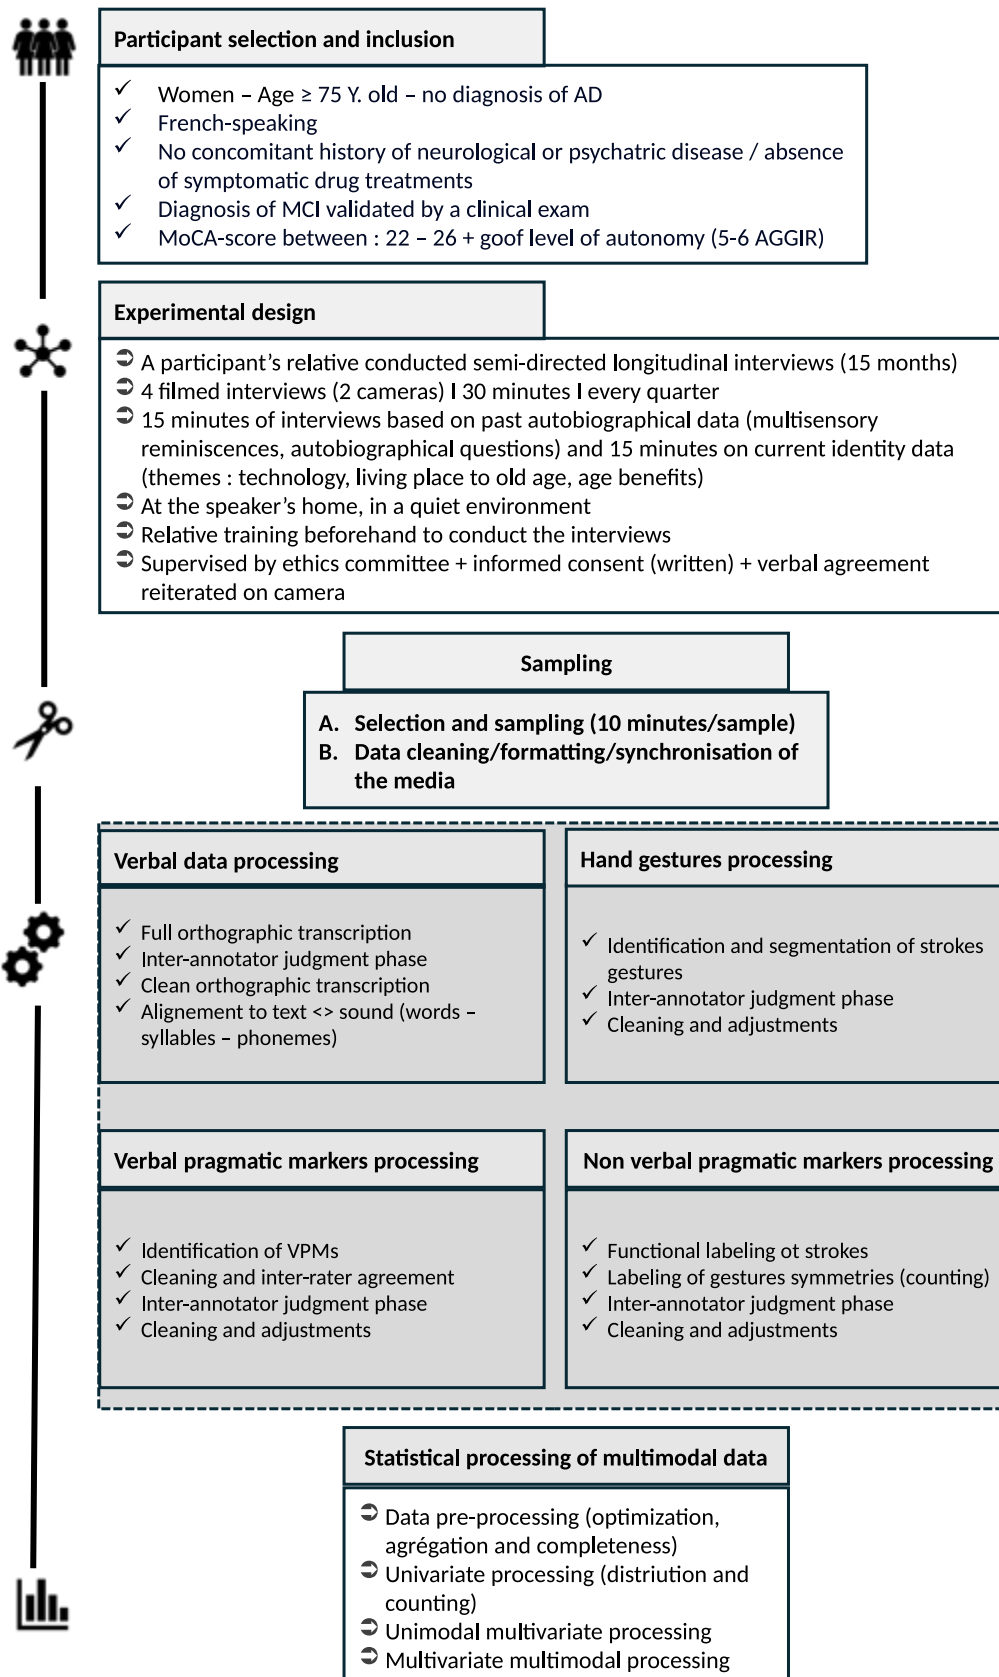 Participant selection and inclusion
✓ Women – Age ≥ 75 Y. old – no diagnosis of AD
✓ French-speaking
✓ No concomitant history of neurological or psychatric disease / absence
of symptomatic drug treatments
✓ Diagnosis of MCI validated by a clinical exam
✓ MoCA-score between : 22 – 26 + goof level of autonomy (5-6 AGGIR)
Experimental design
➲ A participant's relative conducted semi-directed longitudinal interviews (15 months)
➲ 4 filmed interviews (2 cameras) I 30 minutes I every quarter
➲ 15 minutes of interviews based on past autobiographical data (multisensory
reminiscences, autobiographical questions) and 15 minutes on current identity data
(themes : technology, living place to old age, age benefits)
➲ At the speaker's home, in a quiet environment
➲ Relative training beforehand to conduct the interviews
➲ Supervised by ethics committee + informed consent (written) + verbal agreement
reiterated on camera
Sampling
A. Selection and sampling (10 minutes/sample)
B. Data cleaning/formatting/synchronisation of
the media
Verbal data processing
✓ Full orthographic transcription
✓ Inter-annotator judgment phase
✓ Clean orthographic transcription
✓ Alignement to text <> sound (words –
syllables – phonemes)
Hand gestures processing
✓ Identification and segmentation of strokes
gestures
✓ Inter-annotator judgment phase
✓ Cleaning and adjustments
Verbal pragmatic markers processing
✓ Identification of VPMs
✓ Cleaning and inter-rater agreement
✓ Inter-annotator judgment phase
✓ Cleaning and adjustments
Non verbal pragmatic markers processing
✓ Functional labeling ot strokes
✓ Labeling of gestures symmetries (counting)
✓ Inter-annotator judgment phase
✓ Cleaning and adjustments
Statistical processing of multimodal data
➲ Data pre-processing (optimization,
agrégation and completeness)
➲ Univariate processing (distriution and
counting)
➲ Unimodal multivariate processing
➲ Multivariate multimodal processing